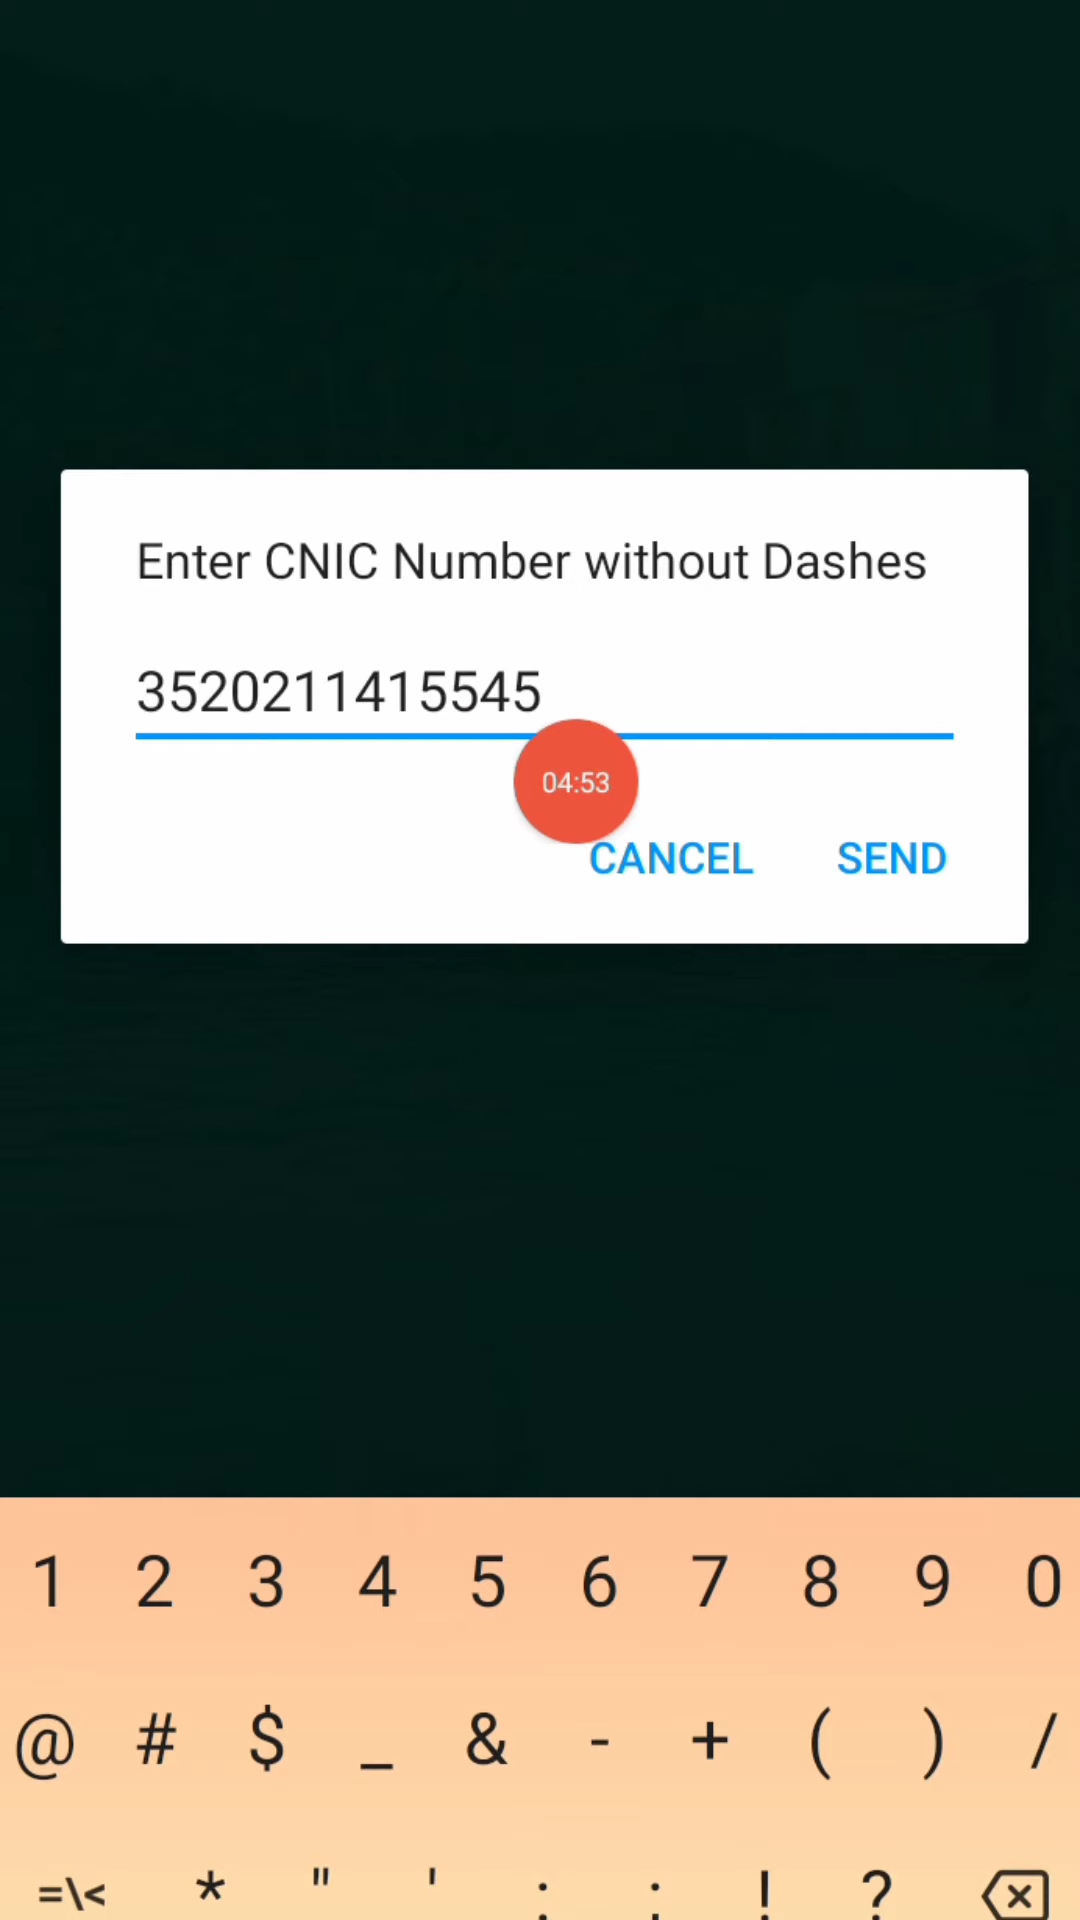 Enter CNIC Number without Dashes
3520211415545
04:53
CANCEL SEND
1 2 3 4 5 6 7 8 9 0
@ # $ _ & - + ( ) /
=\< * " ' : ; ! ?